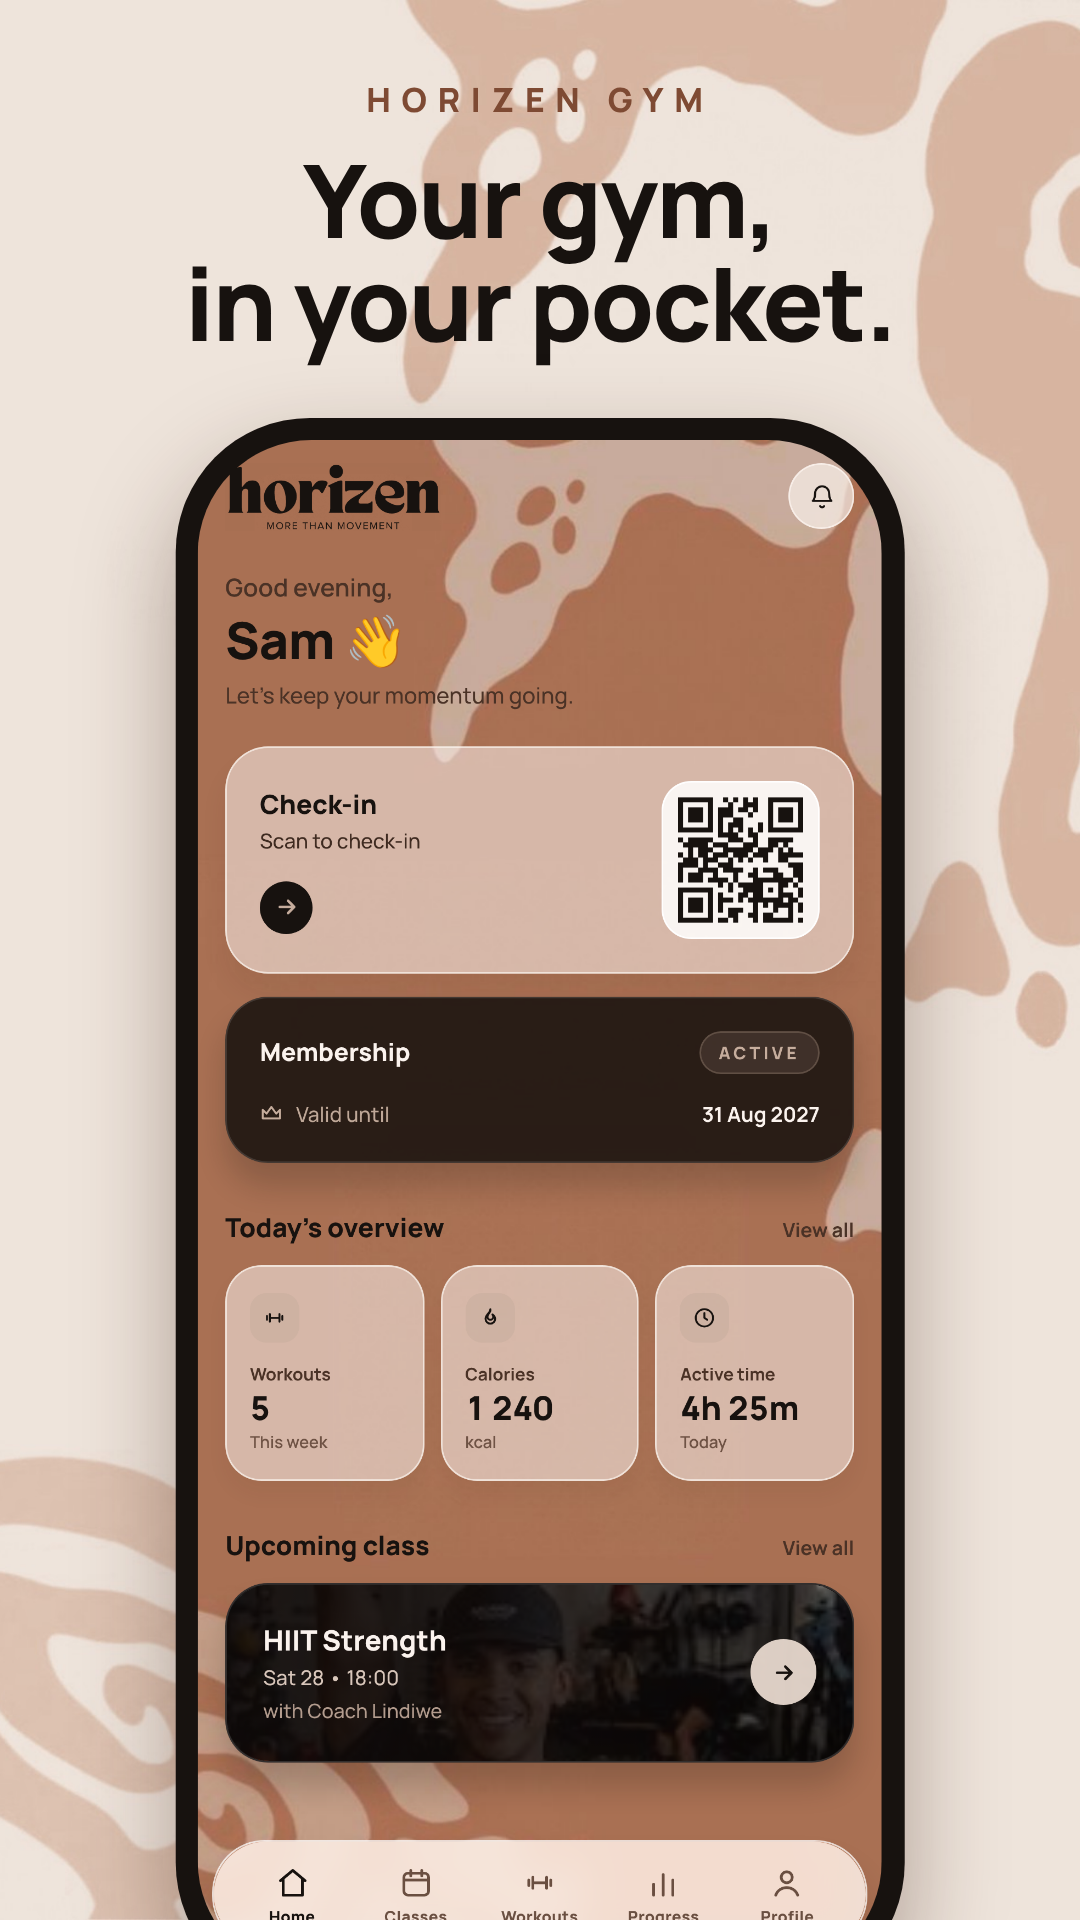 HORIZEN GYM
Your gym,
in your pocket.
horizen
MORE THAN MOVEMENT
Good evening,
Sam 👋
Let's keep your momentum going.
Check-in
Scan to check-in
Membership
ACTIVE
Valid until
31 Aug 2027
Today's overview
View all
Workouts
5
This week
Calories
1 240
kcal
Active time
4h 25m
Today
Upcoming class
View all
HIIT Strength
Sat 28 • 18:00
with Coach Lindiwe
Home
Classes
Workouts
Progress
Profile